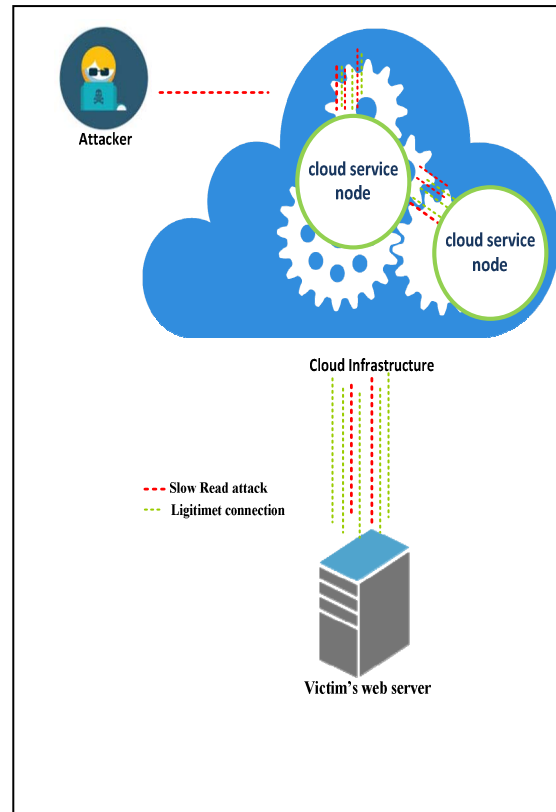 Attacker
cloud service
node
cloud service
node
Cloud Infrastructure
Slow Read attack
Ligitimet connection
Victim's web server